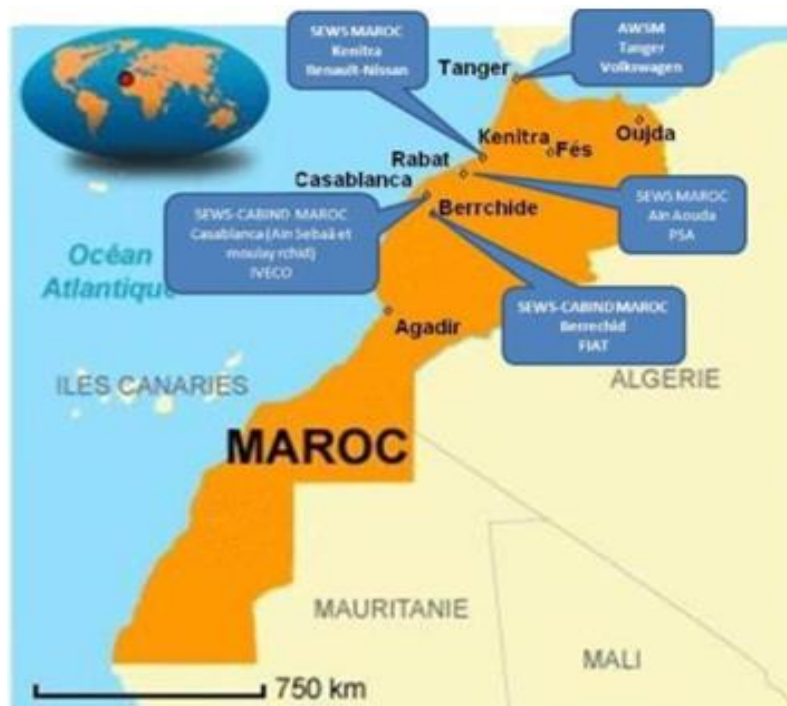 SEWS MAROC
Kenitra
Renault-Nissan
AWSM
Tanger
Volkswagen
Tanger
Kenitra
Fés
Oujda
Rabat
Casablanca
Berrchide
SEWS-CABIND MAROC
Casablanca (Ain Sebaâ et
moulay rchid)
IVECO
SEWS MAROC
Ain Aouda
PSA
Océan
Atlantique
SEWS-CABIND MAROC
Berrechid
FIAT
Agadir
ILES CANARIES
ALGERIE
MAROC
MAURITANIE
MALI
750 km